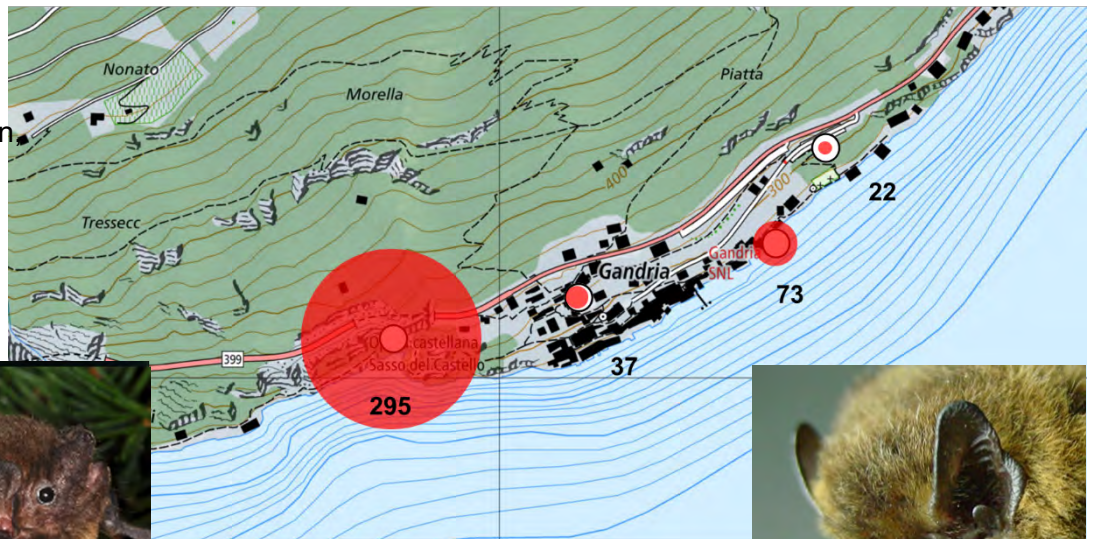 Nonato
Morella
Piatta
n
400
300
22
Tressecc
Gandria
Gandria
SNL
73
37
399
castellana
Sasso del Castello
295